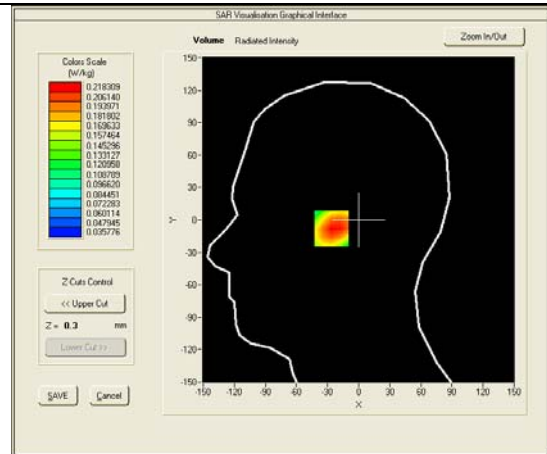 SAR Visualisation Graphical Interface
Volume Radiated Intensity
Zoom In/Out
Colors Scale
(W/kg)
0.218309
0.206140
0.193971
0.181802
0.169633
0.157464
0.145296
0.133127
0.120958
0.108789
0.096620
0.084451
0.072283
0.060114
0.047945
0.035776
150
120
90
60
30
0
-30
-60
-90
-120
-150
Y
-150 -120 -90 -60 -30 0 30 60 90 120 150
X
Z Cuts Control
<< Upper Cut
Z = 0.3 mm
Lower Cut >>
SAVE Cancel